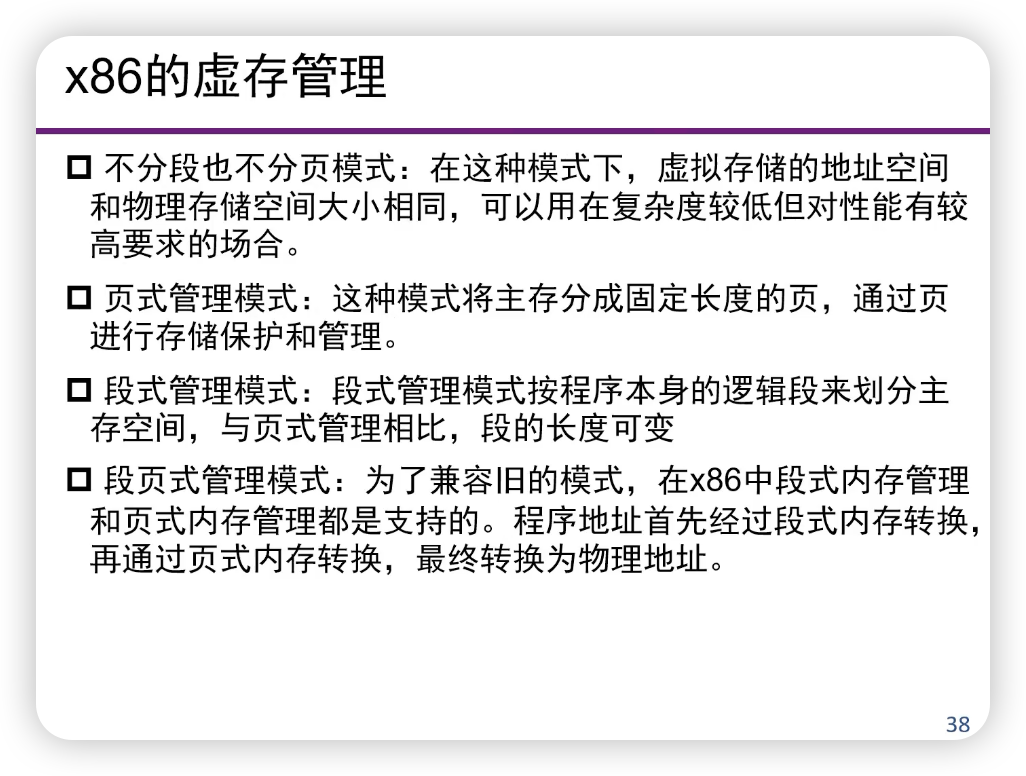 x86的虚存管理
不分段也不分页模式：在这种模式下，虚拟存储的地址空间
和物理存储空间大小相同，可以用在复杂度较低但对性能有较
高要求的场合。
页式管理模式：这种模式将主存分成固定长度的页，通过页
进行存储保护和管理。
段式管理模式：段式管理模式按程序本身的逻辑段来划分主
存空间，与页式管理相比，段的长度可变
段页式管理模式：为了兼容旧的模式，在x86中段式内存管理
和页式内存管理都是支持的。程序地址首先经过段式内存转换，
再通过页式内存转换，最终转换为物理地址。
38